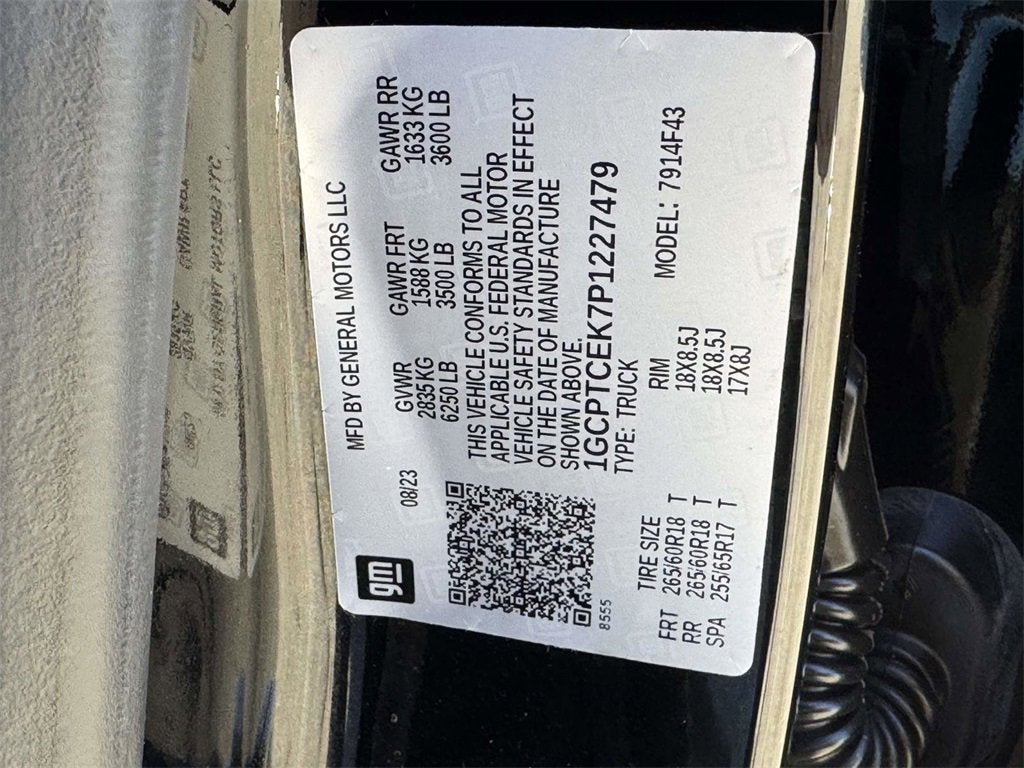 gm
MFD BY GENERAL MOTORS LLC
08/23
GVWR GAWR FRT GAWR RR
2835 KG 1588 KG 1633 KG
6250 LB 3500 LB 3600 LB
THIS VEHICLE CONFORMS TO ALL
APPLICABLE U.S. FEDERAL MOTOR
VEHICLE SAFETY STANDARDS IN EFFECT
ON THE DATE OF MANUFACTURE
SHOWN ABOVE.
1GCPTCEK7P1227479
TYPE: TRUCK
8555
MODEL: 7914F43
TIRE SIZE RIM
FRT 265/60R18 T 18X8.5J
RR 265/60R18 T 18X8.5J
SPA 255/65R17 T 17X8J